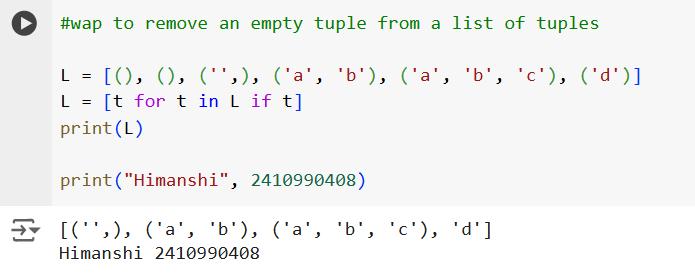 #wap to remove an empty tuple from a list of tuples
L = [(), (), ('',), ('a', 'b'), ('a', 'b', 'c'), ('d')]
L = [t for t in L if t]
print(L)
print("Himanshi", 2410990408)
[('',), ('a', 'b'), ('a', 'b', 'c'), 'd']
Himanshi 2410990408